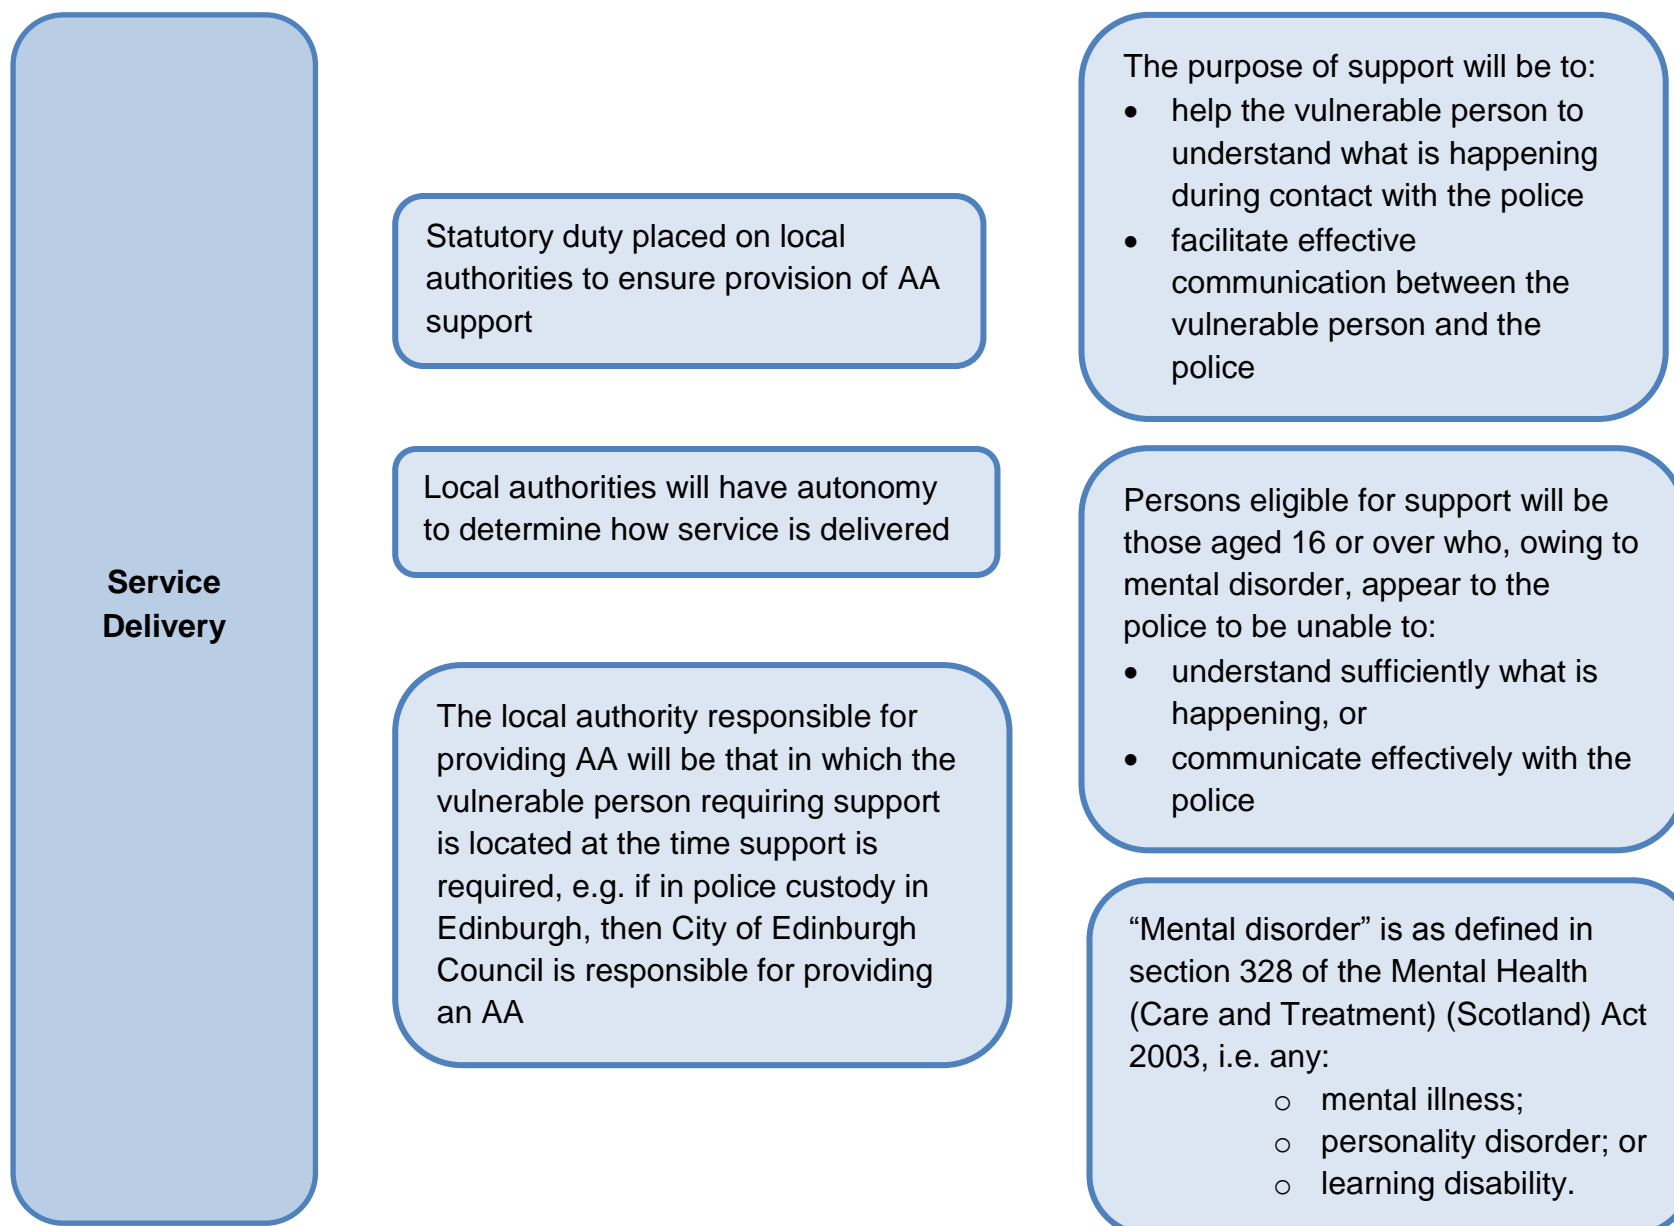 Service
Delivery
Statutory duty placed on local
authorities to ensure provision of AA
support
Local authorities will have autonomy
to determine how service is delivered
The local authority responsible for
providing AA will be that in which the
vulnerable person requiring support
is located at the time support is
required, e.g. if in police custody in
Edinburgh, then City of Edinburgh
Council is responsible for providing
an AA
The purpose of support will be to:
• help the vulnerable person to
understand what is happening
during contact with the police
• facilitate effective
communication between the
vulnerable person and the
police
Persons eligible for support will be
those aged 16 or over who, owing to
mental disorder, appear to the
police to be unable to:
• understand sufficiently what is
happening, or
• communicate effectively with the
police
“Mental disorder” is as defined in
section 328 of the Mental Health
(Care and Treatment) (Scotland) Act
2003, i.e. any:
o mental illness;
o personality disorder; or
o learning disability.